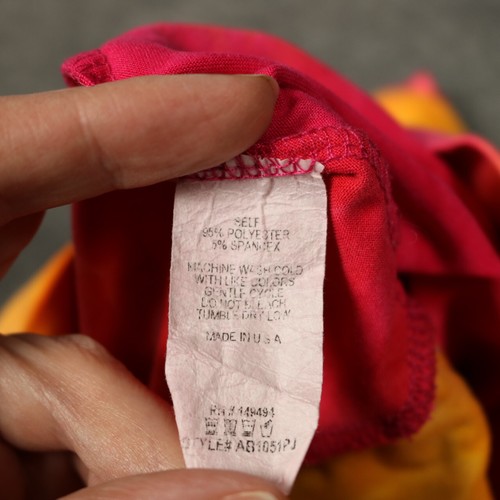 SELF
95% POLYESTER
5% SPANDEX
MACHINE WASH COLD
WITH LIKE COLORS
GENTLE CYCLE
DO NOT BLEACH
TUMBLE DRY LOW
MADE IN U.S.A
RN # 149494
STYLE# AB1051PJ